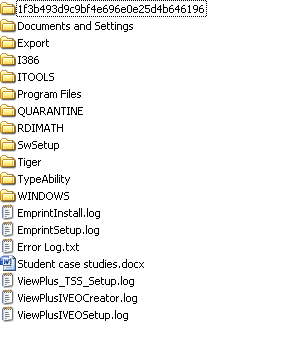 1f3b493d9c9bf4e696e0e25d4b646196
Documents and Settings
Export
I386
ITOOLS
Program Files
QUARANTINE
RDIMATH
SwSetup
Tiger
TypeAbility
WINDOWS
EmprintInstall.log
EmprintSetup.log
Error Log.txt
Student case studies.docx
ViewPlus_TSS_Setup.log
ViewPlusIVEOCreator.log
ViewPlusIVEOSetup.log